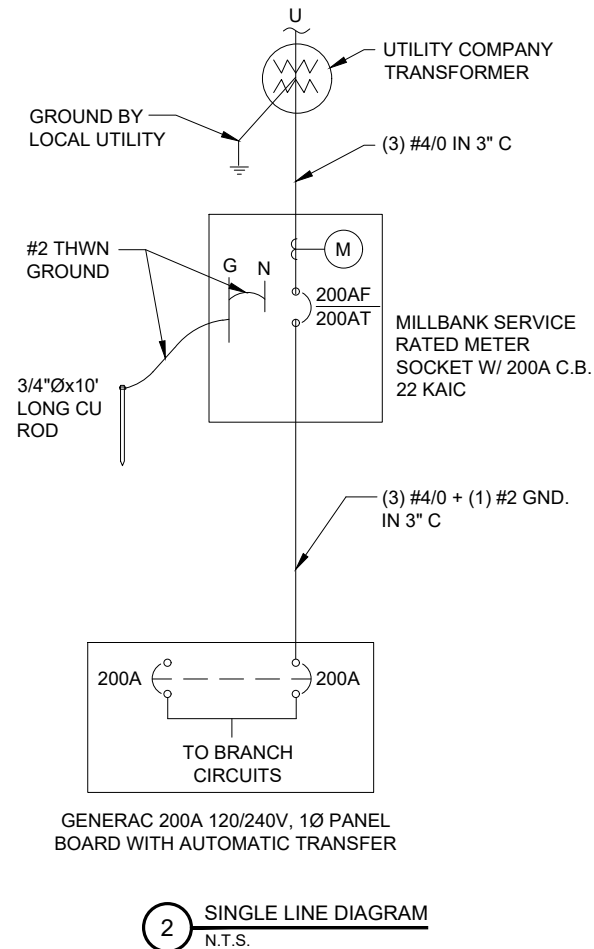 U
UTILITY COMPANY
TRANSFORMER
GROUND BY
LOCAL UTILITY
(3) #4/0 IN 3" C
#2 THWN
GROUND
G N
M
200AF
200AT
MILLBANK SERVICE
RATED METER
SOCKET W/ 200A C.B.
22 KAIC
3/4"Øx10'
LONG CU
ROD
(3) #4/0 + (1) #2 GND.
IN 3" C
200A
200A
TO BRANCH
CIRCUITS
GENERAC 200A 120/240V, 1Ø PANEL
BOARD WITH AUTOMATIC TRANSFER
2
SINGLE LINE DIAGRAM
N.T.S.